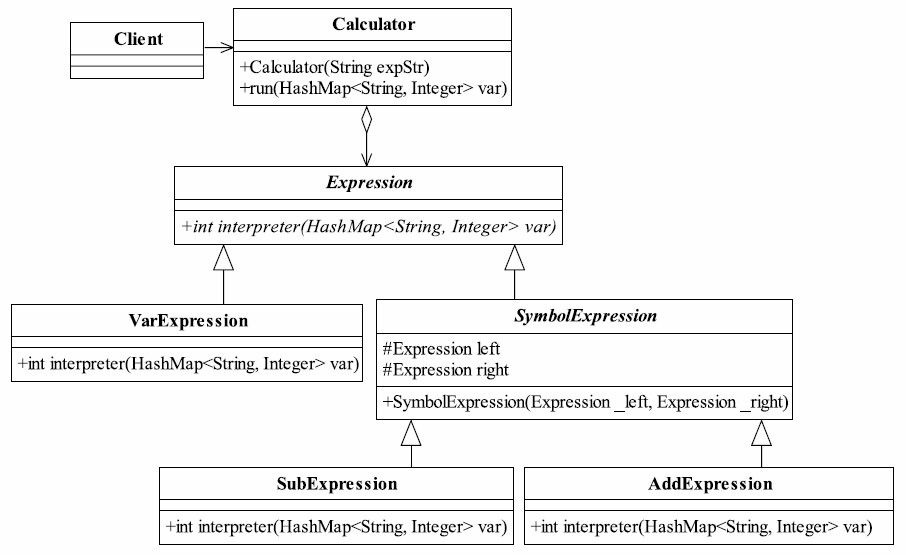 Client
Calculator
+Calculator(String expStr)
+run(HashMap<String, Integer> var)
Expression
+int interpreter(HashMap<String, Integer> var)
VarExpression
+int interpreter(HashMap<String, Integer> var)
SymbolExpression
#Expression left
#Expression right
+SymbolExpression(Expression _left, Expression _right)
SubExpression
+int interpreter(HashMap<String, Integer> var)
AddExpression
+int interpreter(HashMap<String, Integer> var)